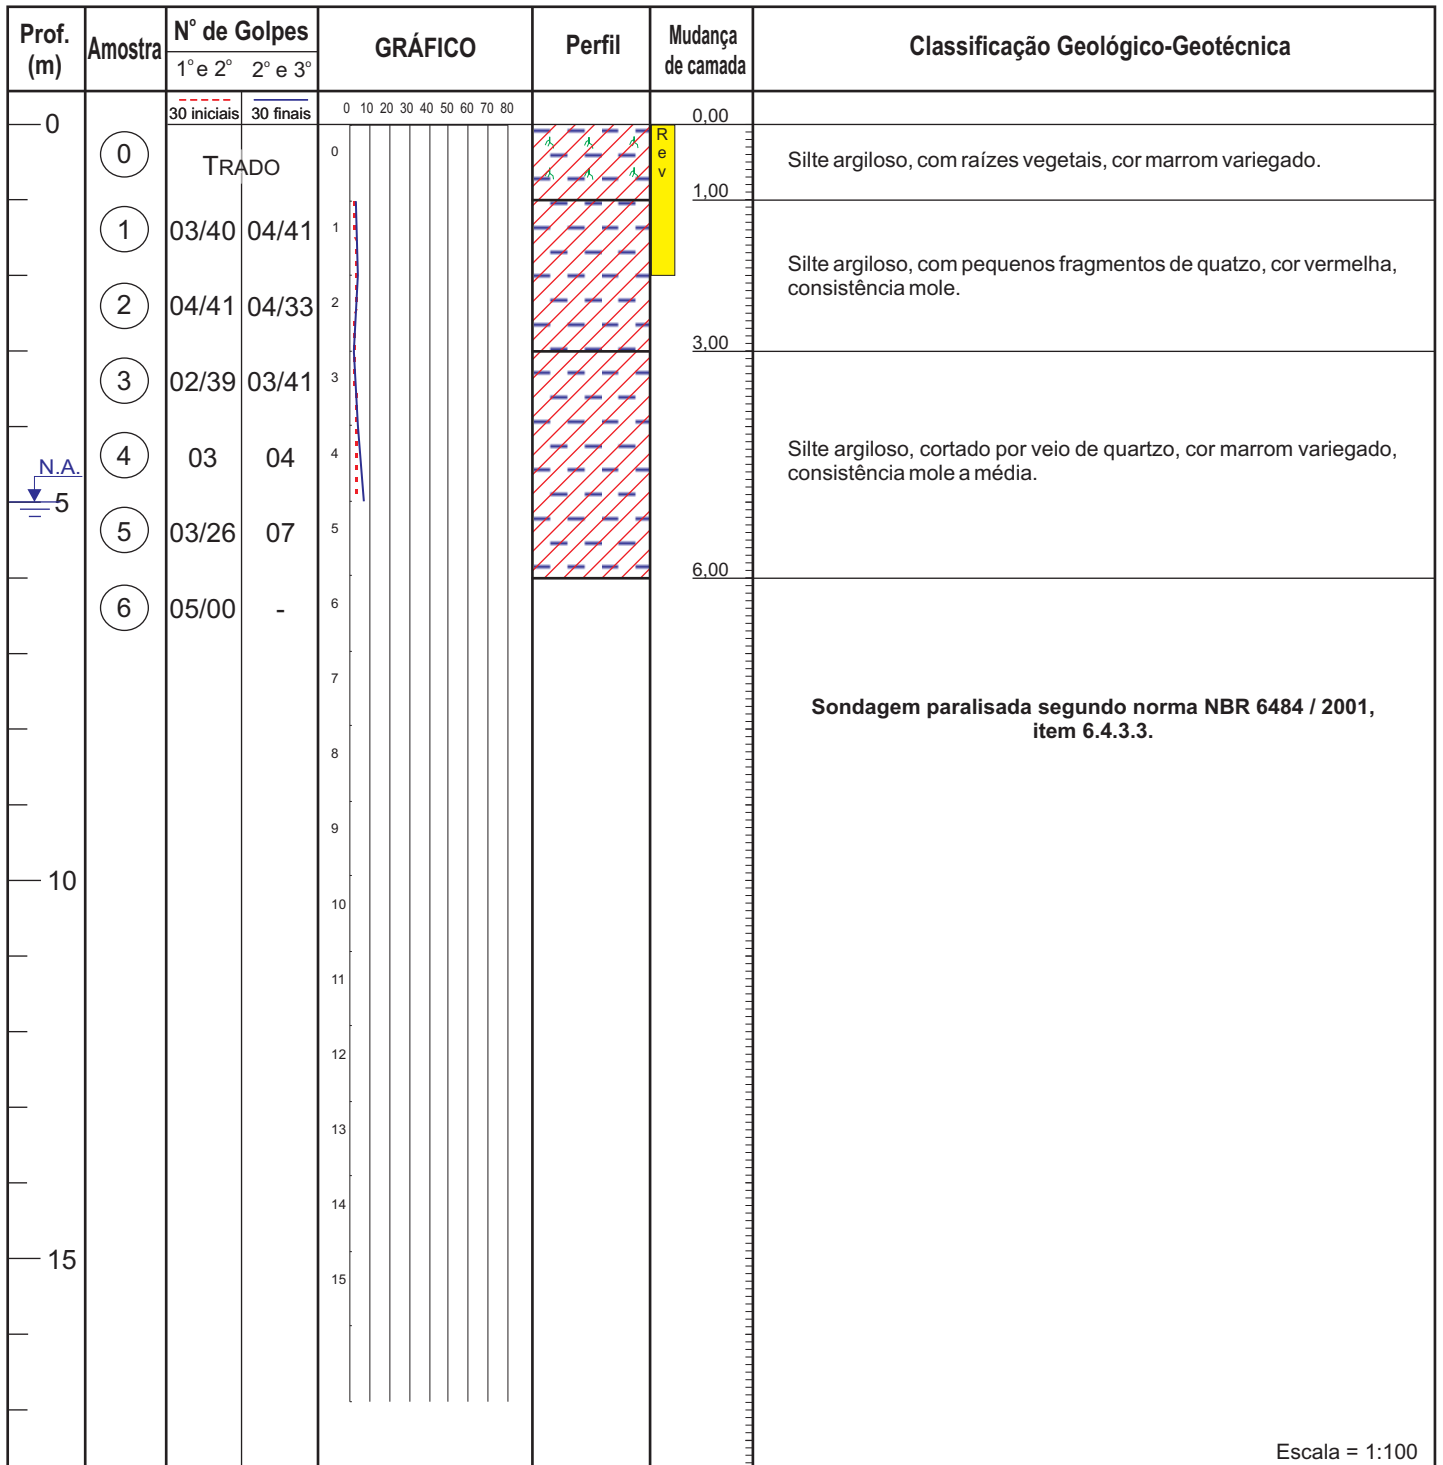 Prof. (m)
Amostra
N° de Golpes
1° e 2°
2° e 3°
GRÁFICO
Perfil
Mudança de camada
Classificação Geológico-Geotécnica
30 iniciais
30 finais
0 10 20 30 40 50 60 70 80
0,00
0
0
TRADO
0
Rev
Silte argiloso, com raízes vegetais, cor marrom variegado.
1,00
1
03/40
04/41
1
Silte argiloso, com pequenos fragmentos de quatzo, cor vermelha,
consistência mole.
2
04/41
04/33
2
3,00
3
02/39
03/41
3
4
03
04
4
Silte argiloso, cortado por veio de quartzo, cor marrom variegado,
consistência mole a média.
N.A.
5
5
03/26
07
5
6,00
6
05/00
-
6
7
Sondagem paralisada segundo norma NBR 6484 / 2001,
item 6.4.3.3.
8
9
10
10
11
12
13
14
15
15
Escala = 1:100